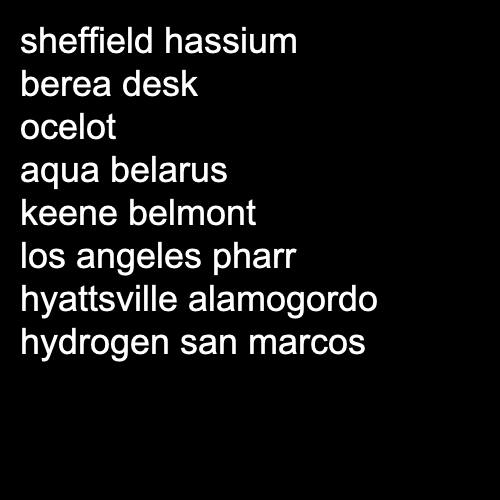 sheffield hassium
berea desk
ocelot
aqua belarus
keene belmont
los angeles pharr
hyattsville alamogordo
hydrogen san marcos